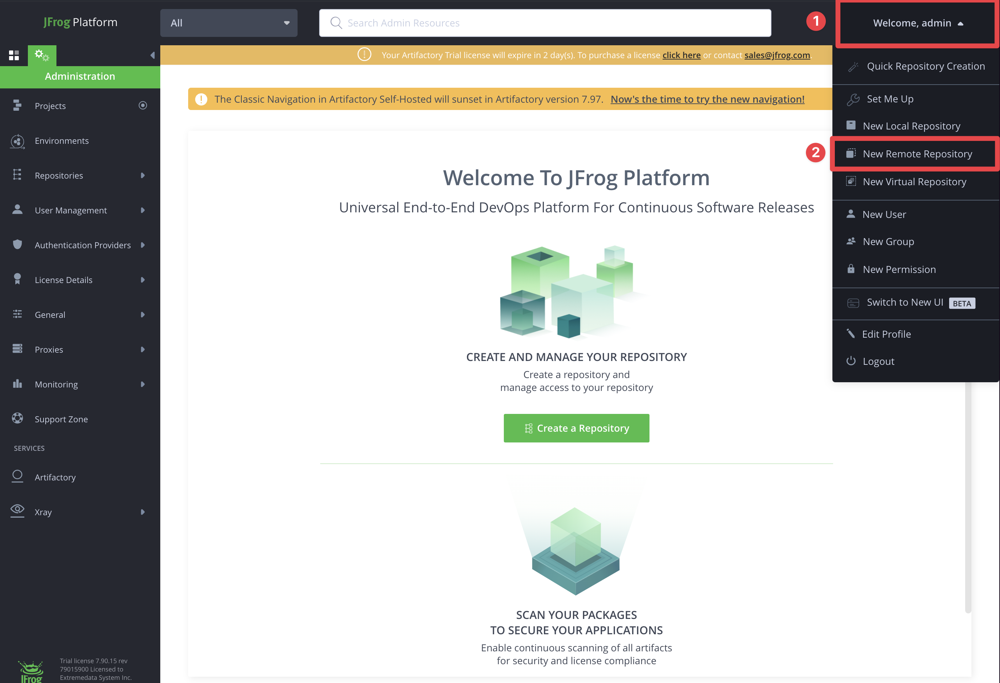 JFrog Platform
All
Search Admin Resources
1
Welcome, admin
Your Artifactory Trial license will expire in 2 day(s). To purchase a license click here or contact sales@jfrog.com.
Administration
Projects
Environments
Repositories
User Management
Authentication Providers
License Details
General
Proxies
Monitoring
Support Zone
SERVICES
Artifactory
Xray
Trial license 7.90.15 rev
79015900 Licensed to
Extremedata System Inc.
JFrog
The Classic Navigation in Artifactory Self-Hosted will sunset in Artifactory version 7.97. Now's the time to try the new navigation!
Welcome To JFrog Platform
Universal End-to-End DevOps Platform For Continuous Software Releases
CREATE AND MANAGE YOUR REPOSITORY
Create a repository and
manage access to your repository
Create a Repository
SCAN YOUR PACKAGES
TO SECURE YOUR APPLICATIONS
Enable continuous scanning of all artifacts
for security and license compliance
Quick Repository Creation
Set Me Up
New Local Repository
2
New Remote Repository
New Virtual Repository
New User
New Group
New Permission
Switch to New UI BETA
Edit Profile
Logout